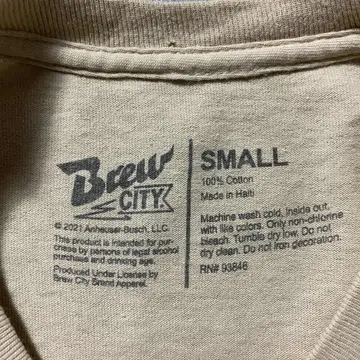 Brew
CITY
© 2021 Anheuser-Busch, LLC.
This product is intended for pur-
chase by persons of legal alcohol
purchase and drinking age.
Produced Under License by
Brew City Brand Apparel.
SMALL
100% Cotton
Made in Haiti
Machine wash cold. Inside out,
with like colors. Only non-chlorine
bleach. Tumble dry low. Do not
dry clean. Do not iron decoration.
RN# 93846